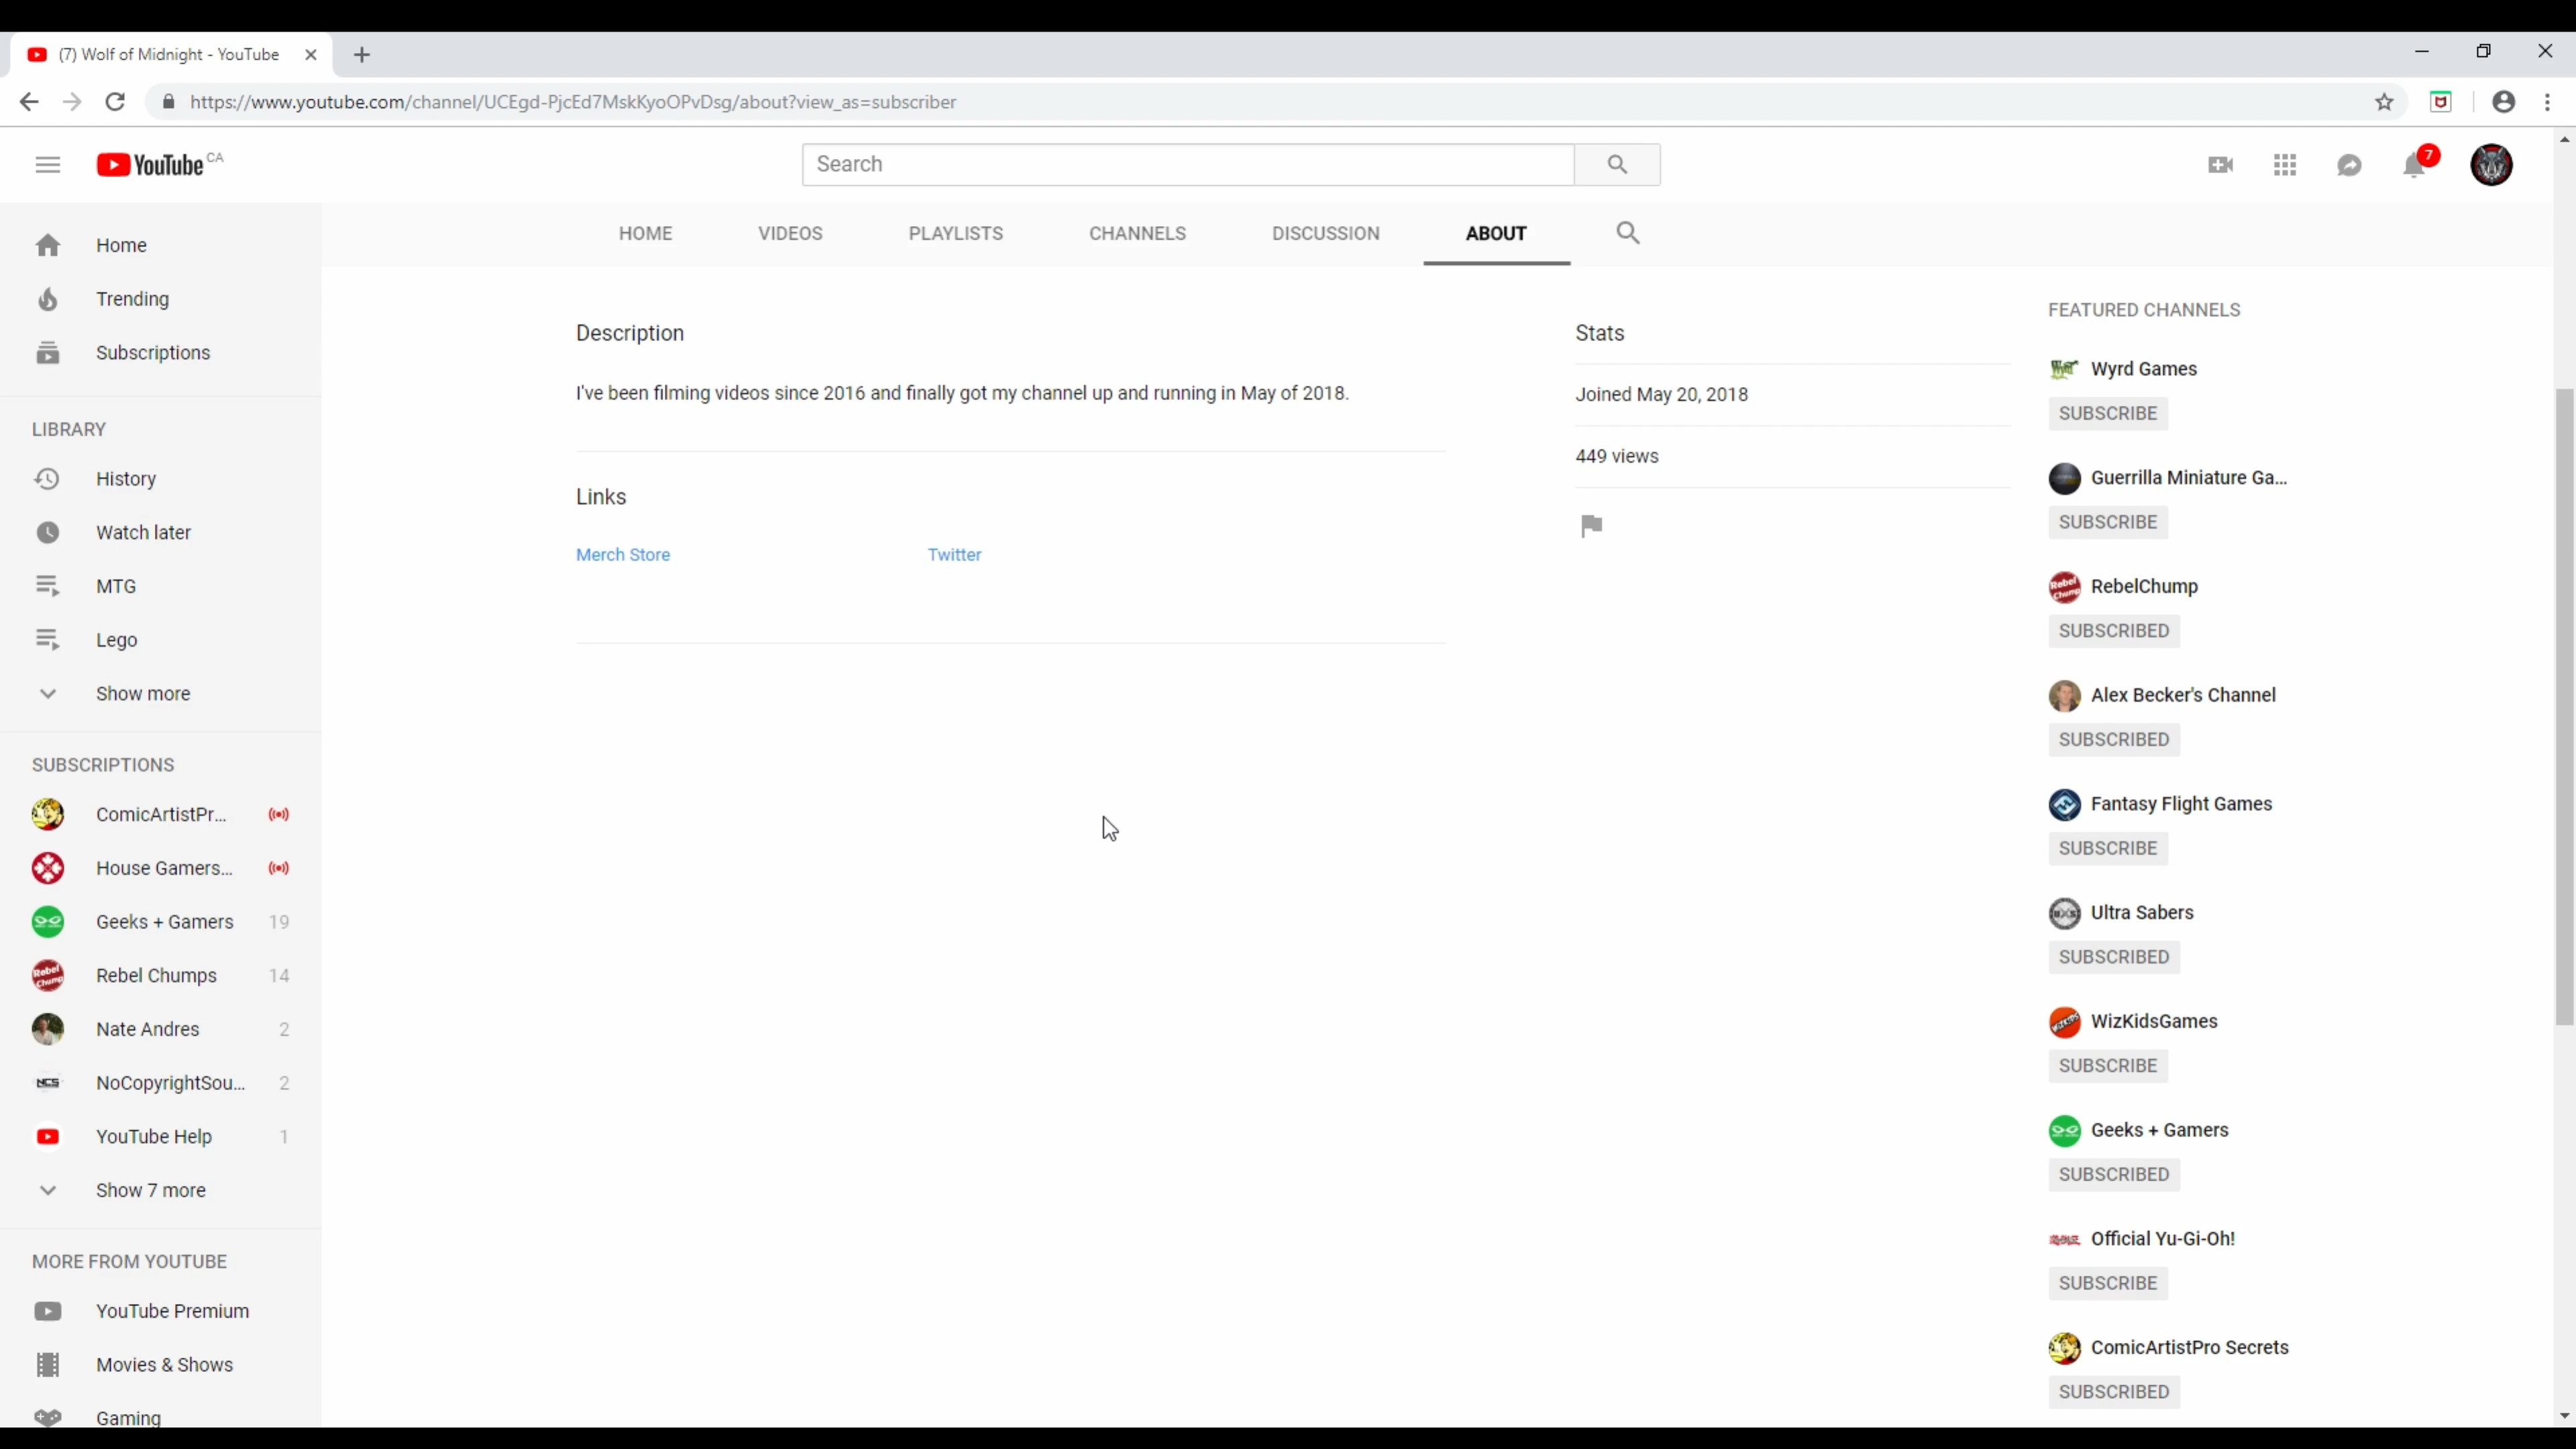 (7) Wolf of Midnight - YouTube
https://www.youtube.com/channel/UCEgd-PjcEd7MskKyoOPvDsg/about?view_as=subscriber
YouTube CA
Search
7
HOME
VIDEOS
PLAYLISTS
CHANNELS
DISCUSSION
ABOUT
Home
Trending
Subscriptions
LIBRARY
History
Watch later
MTG
Lego
Show more
SUBSCRIPTIONS
ComicArtistPr...
House Gamers...
Geeks + Gamers 19
Rebel Chumps 14
Nate Andres 2
NoCopyrightSou... 2
YouTube Help 1
Show 7 more
MORE FROM YOUTUBE
YouTube Premium
Movies & Shows
Gaming
Description
I've been filming videos since 2016 and finally got my channel up and running in May of 2018.
Links
Merch Store
Twitter
Stats
Joined May 20, 2018
449 views
FEATURED CHANNELS
Wyrd Games
SUBSCRIBE
Guerrilla Miniature Ga...
SUBSCRIBE
RebelChump
SUBSCRIBED
Alex Becker's Channel
SUBSCRIBED
Fantasy Flight Games
SUBSCRIBE
Ultra Sabers
SUBSCRIBED
WizKidsGames
SUBSCRIBE
Geeks + Gamers
SUBSCRIBED
Official Yu-Gi-Oh!
SUBSCRIBE
ComicArtistPro Secrets
SUBSCRIBED